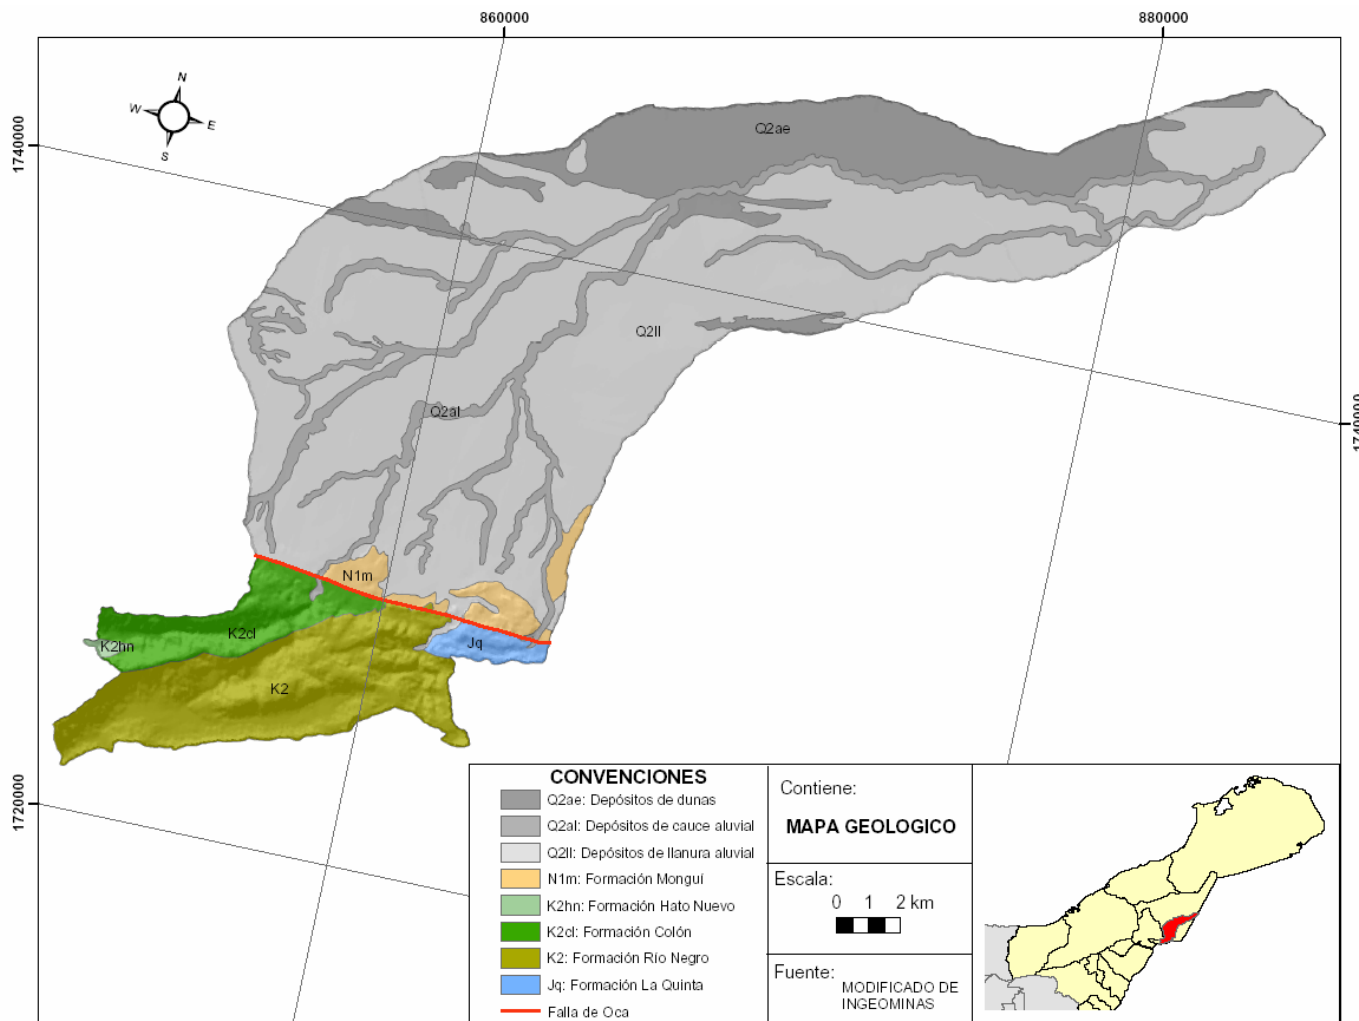 860000
880000
N
W
E
S
1740000
Q2ae
Q2ll
Q2al
1740000
N1m
K2cl
K2hn
Jq
K2
1720000
CONVENCIONES
Q2ae: Depósitos de dunas
Q2al: Depósitos de cauce aluvial
Q2ll: Depósitos de llanura aluvial
N1m: Formación Monguí
K2hn: Formación Hato Nuevo
K2cl: Formación Colón
K2: Formación Río Negro
Jq: Formación La Quinta
Falla de Oca
Contiene:
MAPA GEOLOGICO
Escala:
0 1 2 km
Fuente:
MODIFICADO DE
INGEOMINAS